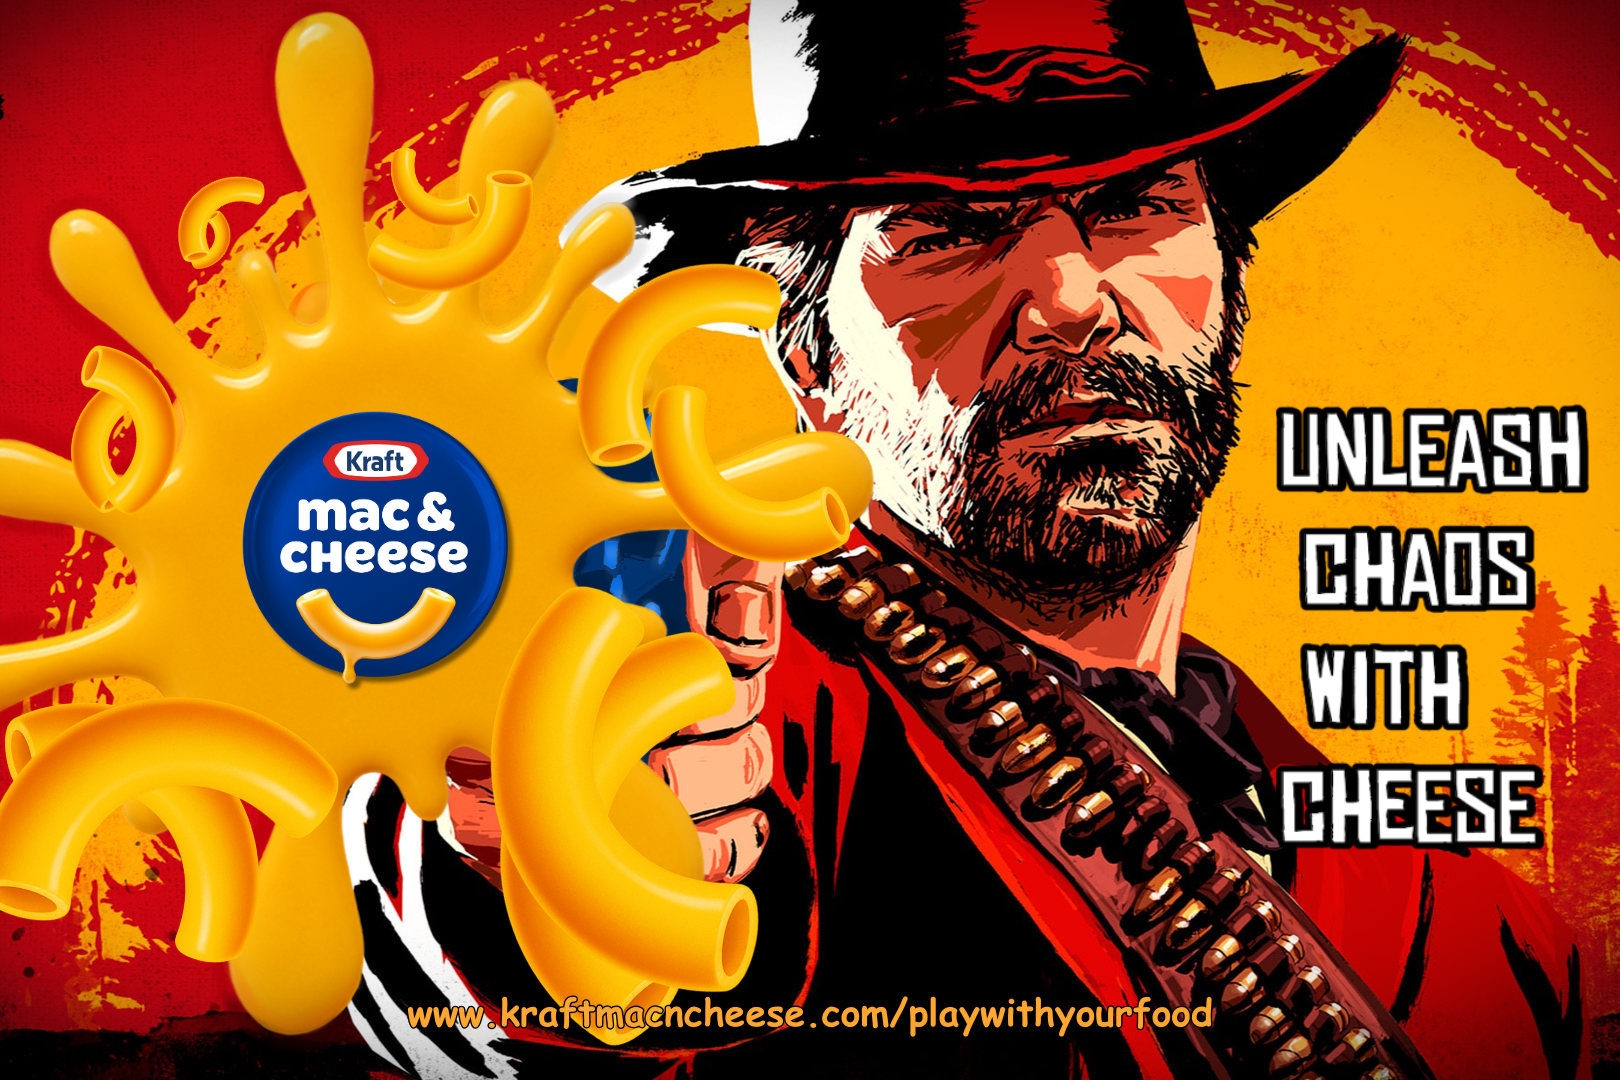 Kraft
mac &
cheese
UNLEASH
CHAOS
WITH
CHEESE
www.kraftmacncheese.com/playwithyourfood